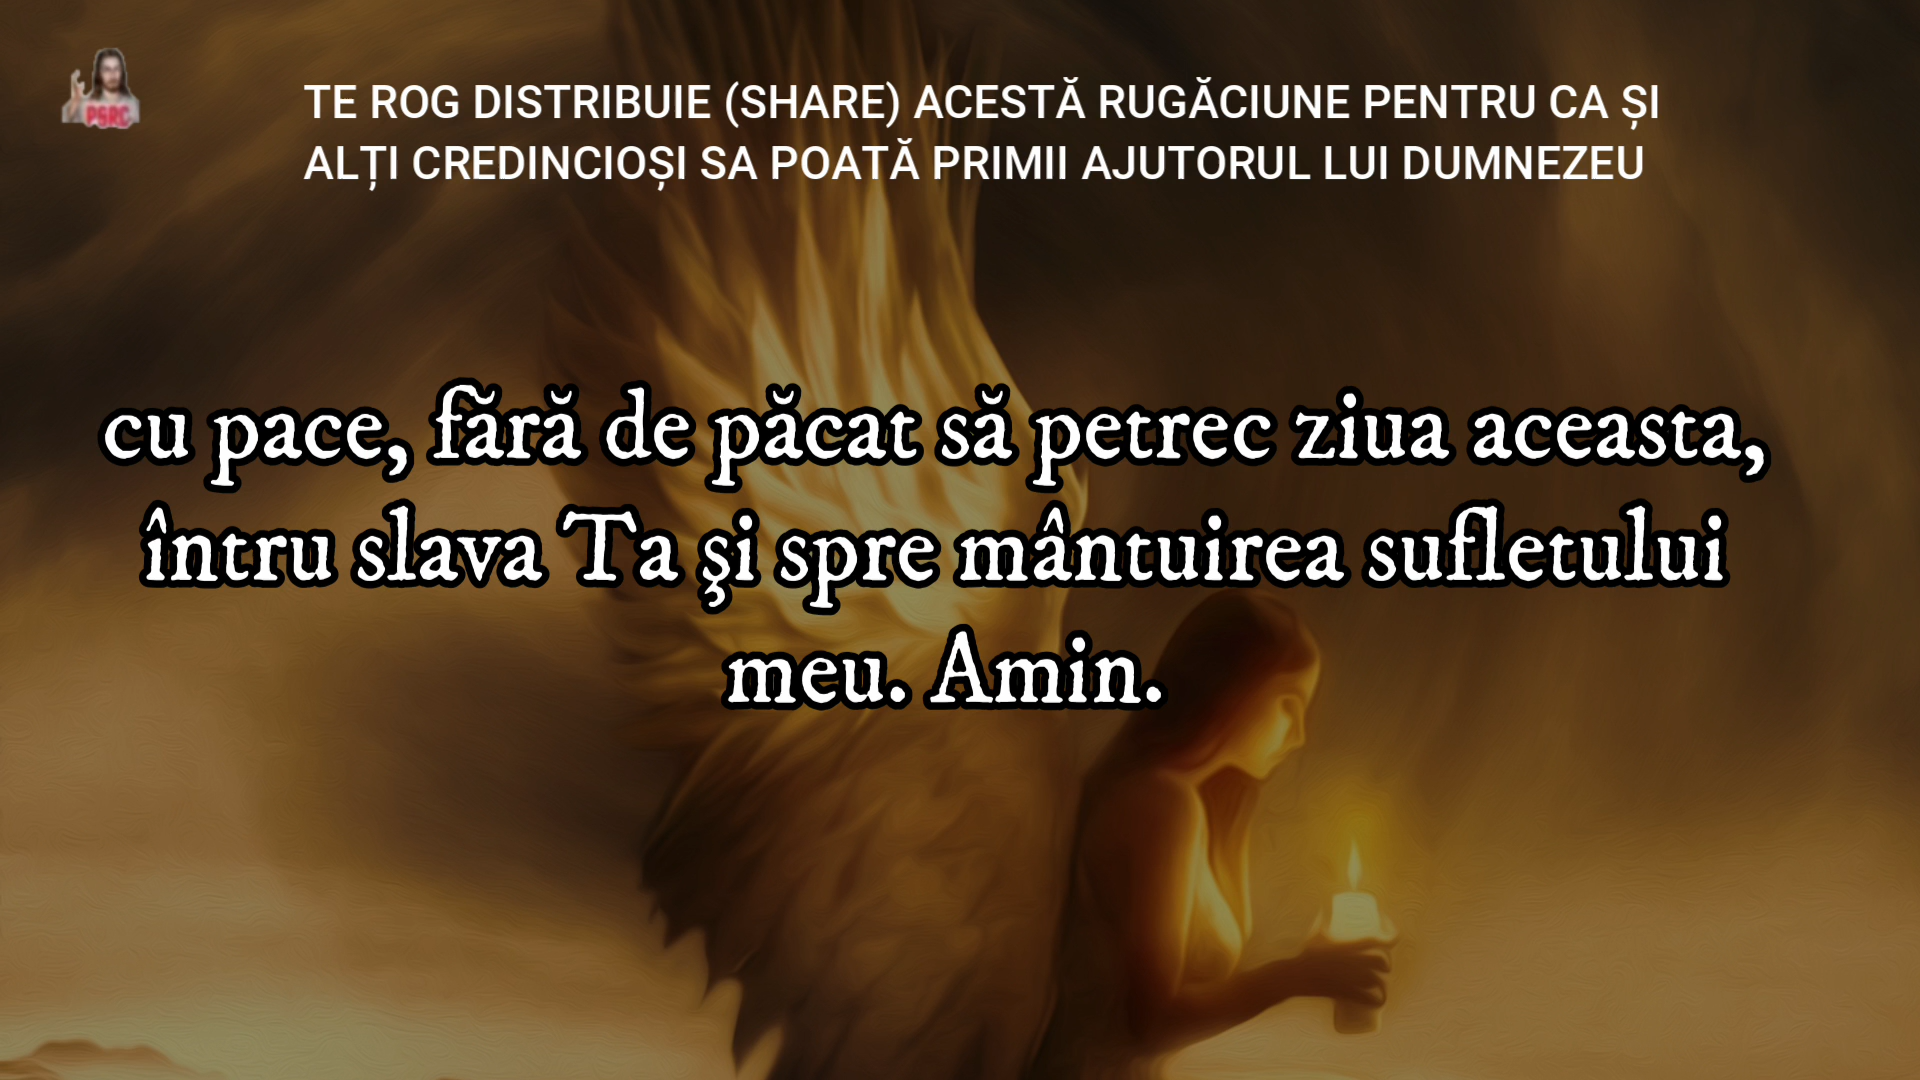 PSRC
TE ROG DISTRIBUIE (SHARE) ACESTĂ RUGĂCIUNE PENTRU CA ȘI
ALȚI CREDINCIOȘI SA POATĂ PRIMII AJUTORUL LUI DUMNEZEU
cu pace, fără de păcat să petrec ziua aceasta,
întru slava Ta şi spre mântuirea sufletului
meu. Amin.